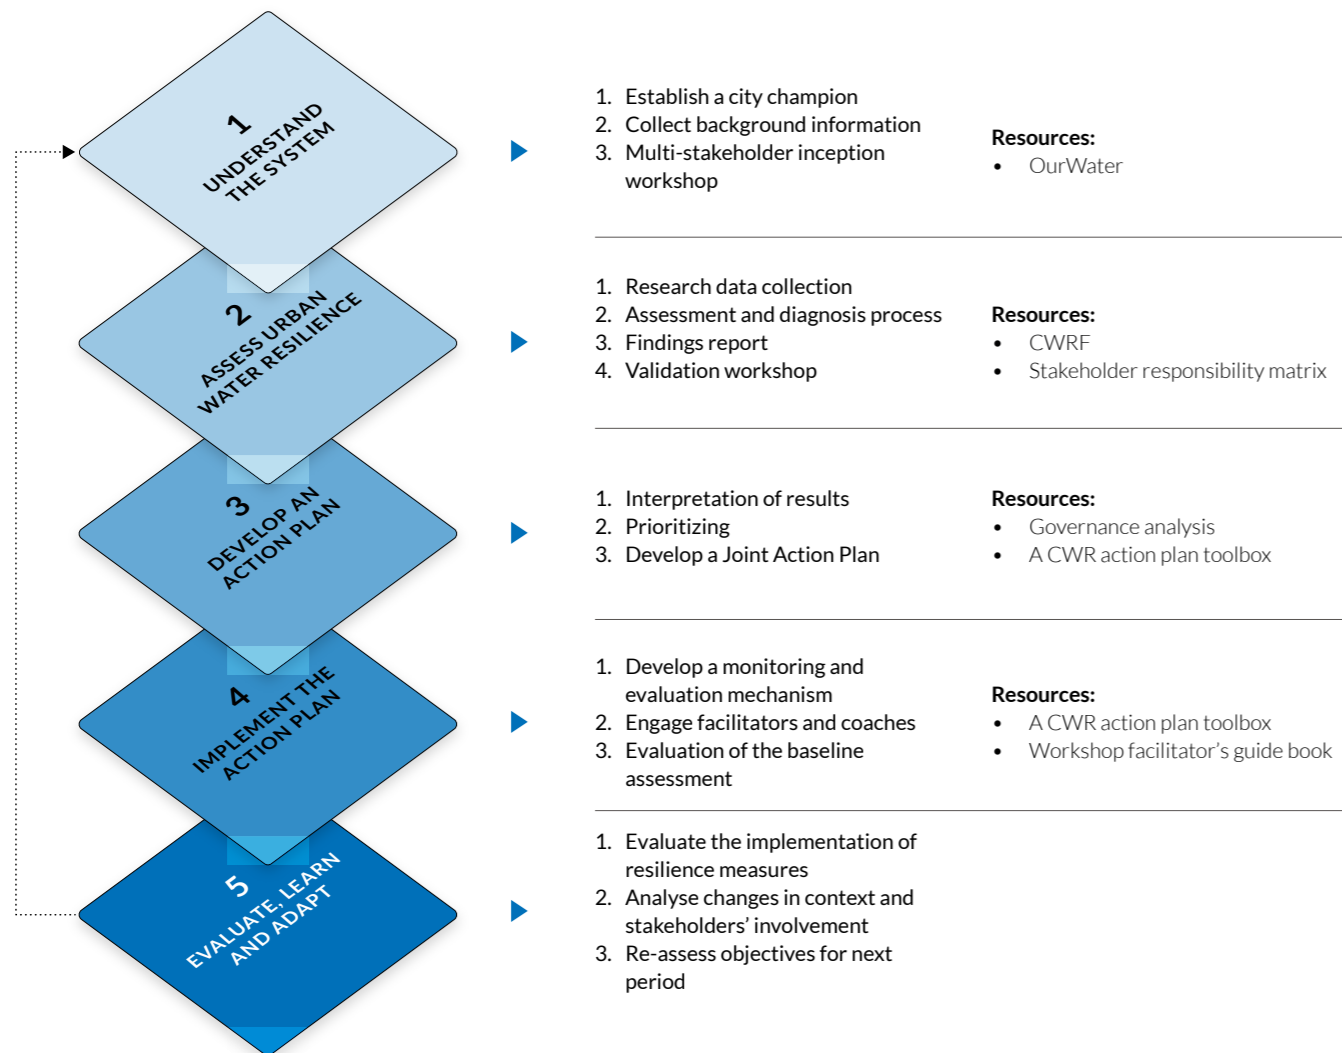 1
UNDERSTAND
THE SYSTEM
1. Establish a city champion
2. Collect background information
3. Multi-stakeholder inception
workshop
Resources:
• OurWater
2
ASSESS URBAN
WATER RESILIENCE
1. Research data collection
2. Assessment and diagnosis process
3. Findings report
4. Validation workshop
Resources:
• CWRF
• Stakeholder responsibility matrix
3
DEVELOP AN
ACTION PLAN
1. Interpretation of results
2. Prioritizing
3. Develop a Joint Action Plan
Resources:
• Governance analysis
• A CWR action plan toolbox
4
IMPLEMENT THE
ACTION PLAN
1. Develop a monitoring and
evaluation mechanism
2. Engage facilitators and coaches
3. Evaluation of the baseline
assessment
Resources:
• A CWR action plan toolbox
• Workshop facilitator’s guide book
5
EVALUATE, LEARN
AND ADAPT
1. Evaluate the implementation of
resilience measures
2. Analyse changes in context and
stakeholders’ involvement
3. Re-assess objectives for next
period